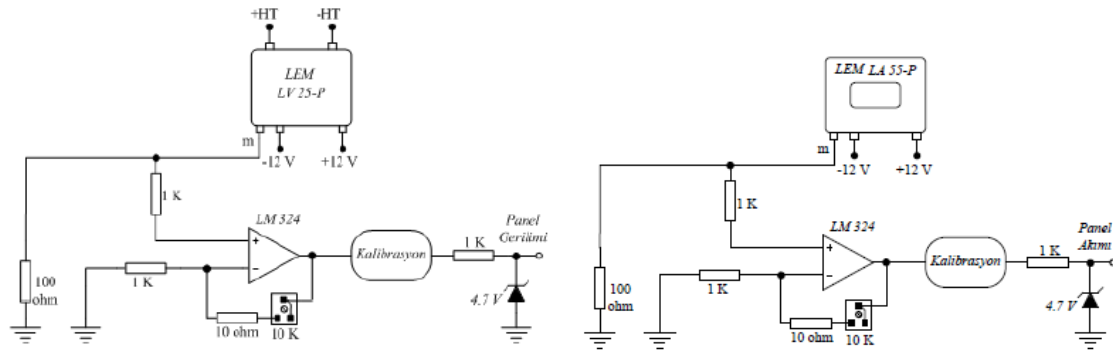 +HT
-HT
LEM
LV 25-P
m
-12 V
+12 V
1 K
LM 324
+
−
Kalibrasyon
1 K
Panel
Gerilimi
100
ohm
1 K
10 ohm
10 K
4.7 V
LEM LA 55-P
m
-12 V
+12 V
1 K
LM 324
+
−
Kalibrasyon
1 K
Panel
Akımı
100
ohm
1 K
10 ohm
10 K
4.7 V